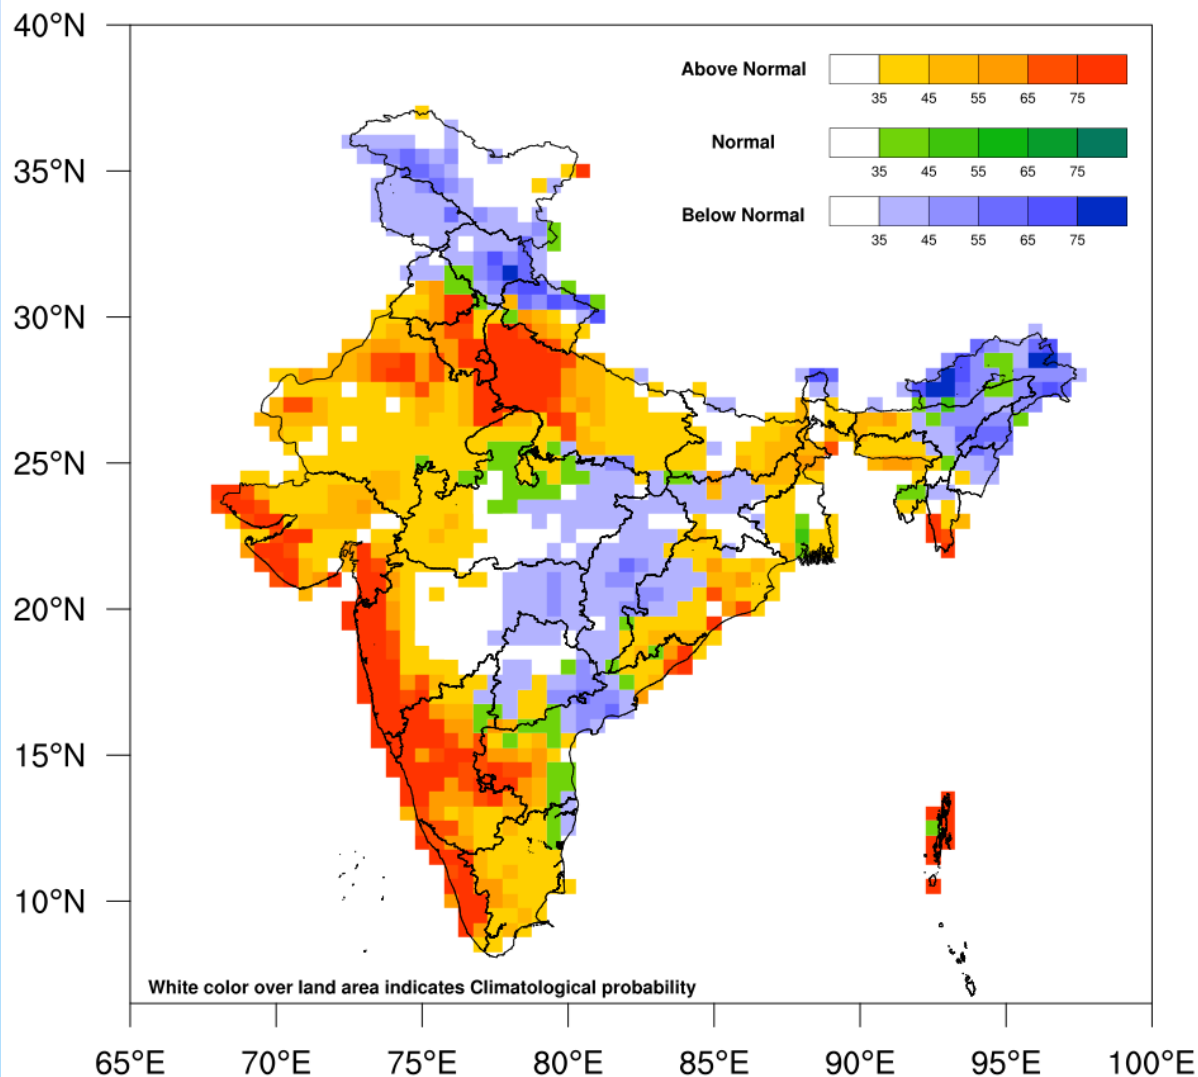 40°N
Above Normal
35 45 55 65 75
Normal
35 45 55 65 75
35°N
Below Normal
35 45 55 65 75
30°N
25°N
20°N
15°N
10°N
White color over land area indicates Climatological probability
65°E 70°E 75°E 80°E 85°E 90°E 95°E 100°E